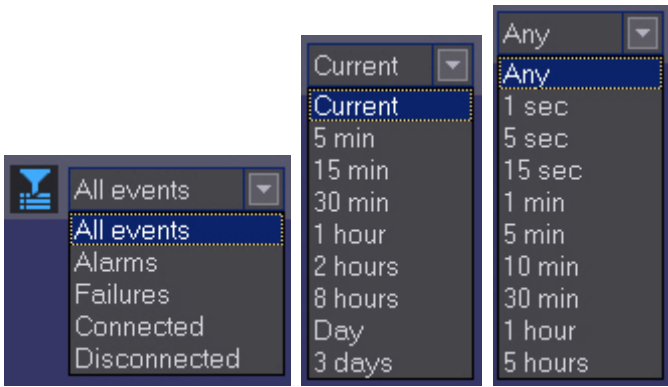 All events
All events
Alarms
Failures
Connected
Disconnected
Current
Current
5 min
15 min
30 min
1 hour
2 hours
8 hours
Day
3 days
Any
Any
1 sec
5 sec
15 sec
1 min
5 min
10 min
30 min
1 hour
5 hours